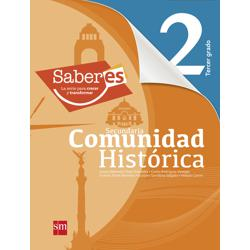 2
Tercer grado
Saberes
La serie para crecer
y transformar
Secundaria
Comunidad
Histórica
sm